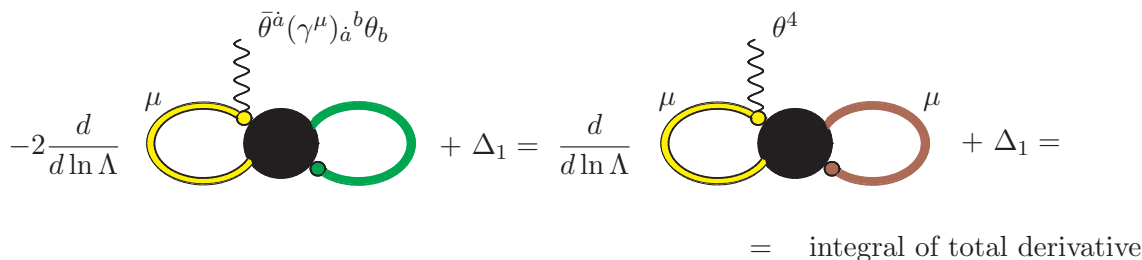 θ̄^ȧ(γ^μ)_ȧ^b θ_b
θ^4
μ μ μ
-2 d/(d ln Λ) + Δ_1 = d/(d ln Λ) + Δ_1 =
= integral of total derivative